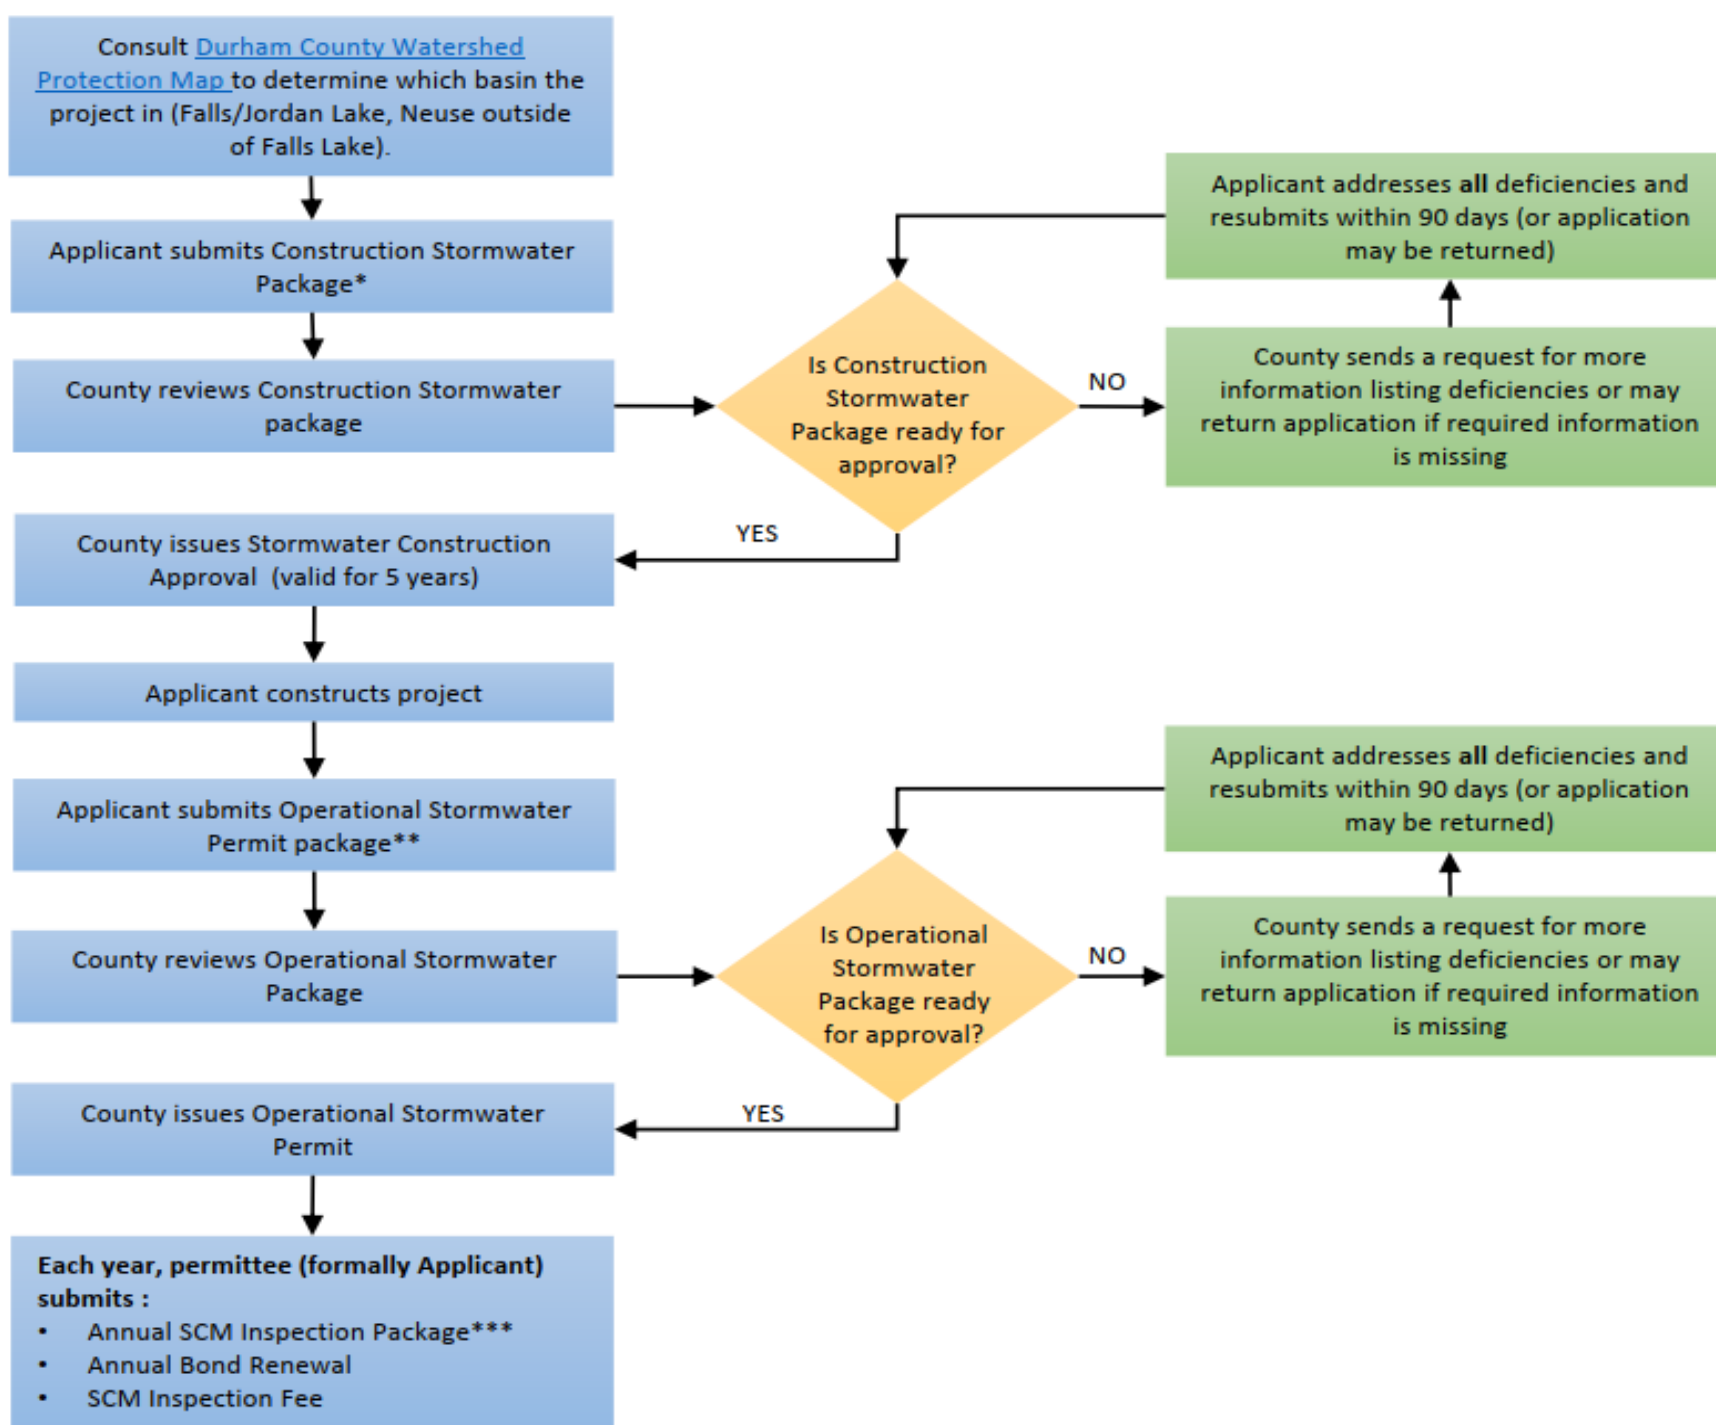 Consult Durham County Watershed
Protection Map to determine which basin the
project in (Falls/Jordan Lake, Neuse outside
of Falls Lake).
Applicant submits Construction Stormwater
Package*
County reviews Construction Stormwater
package
Is Construction
Stormwater
Package ready for
approval?
NO
County sends a request for more
information listing deficiencies or may
return application if required information
is missing
Applicant addresses all deficiencies and
resubmits within 90 days (or application
may be returned)
YES
County issues Stormwater Construction
Approval (valid for 5 years)
Applicant constructs project
Applicant submits Operational Stormwater
Permit package**
County reviews Operational Stormwater
Package
Is Operational
Stormwater
Package ready
for approval?
NO
County sends a request for more
information listing deficiencies or may
return application if required information
is missing
Applicant addresses all deficiencies and
resubmits within 90 days (or application
may be returned)
YES
County issues Operational Stormwater
Permit
Each year, permittee (formally Applicant)
submits :
• Annual SCM Inspection Package***
• Annual Bond Renewal
• SCM Inspection Fee